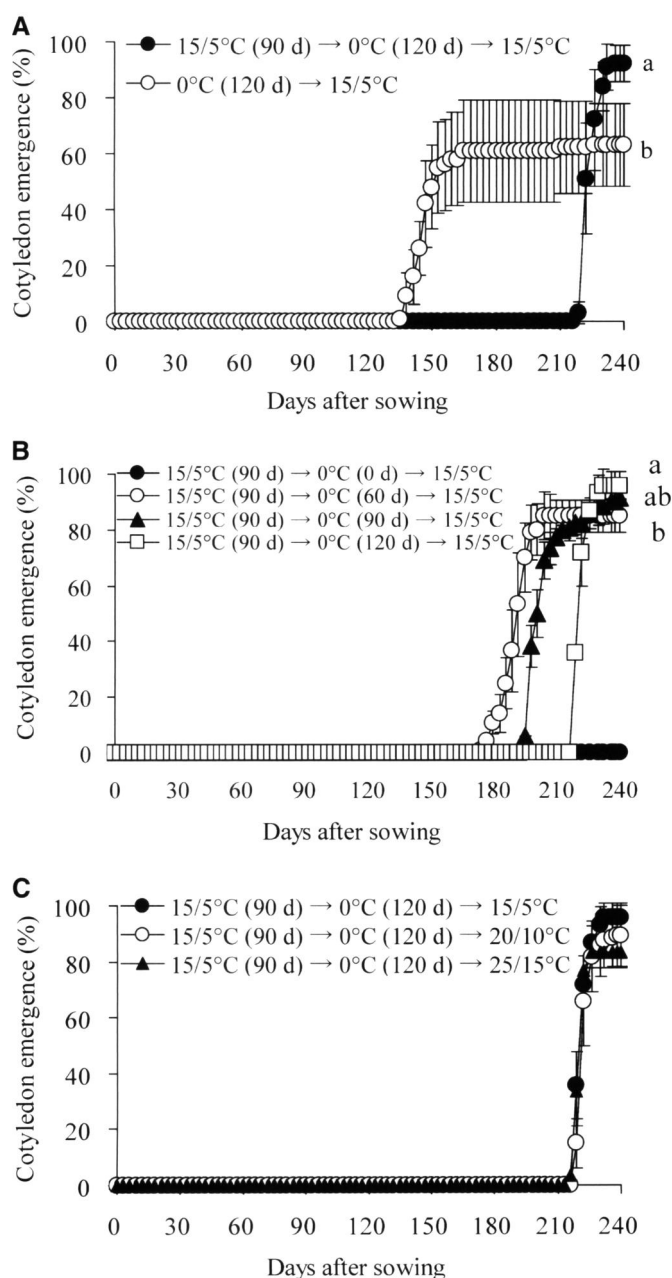 A
15/5°C (90 d) → 0°C (120 d) → 15/5°C
0°C (120 d) → 15/5°C
a
b
Cotyledon emergence (%)
100
80
60
40
20
0
0 30 60 90 120 150 180 210 240
Days after sowing
B
15/5°C (90 d) → 0°C (0 d) → 15/5°C
15/5°C (90 d) → 0°C (60 d) → 15/5°C
15/5°C (90 d) → 0°C (90 d) → 15/5°C
15/5°C (90 d) → 0°C (120 d) → 15/5°C
a
ab
b
Cotyledon emergence (%)
100
80
60
40
20
0
0 30 60 90 120 150 180 210 240
Days after sowing
C
15/5°C (90 d) → 0°C (120 d) → 15/5°C
15/5°C (90 d) → 0°C (120 d) → 20/10°C
15/5°C (90 d) → 0°C (120 d) → 25/15°C
Cotyledon emergence (%)
100
80
60
40
20
0
0 30 60 90 120 150 180 210 240
Days after sowing